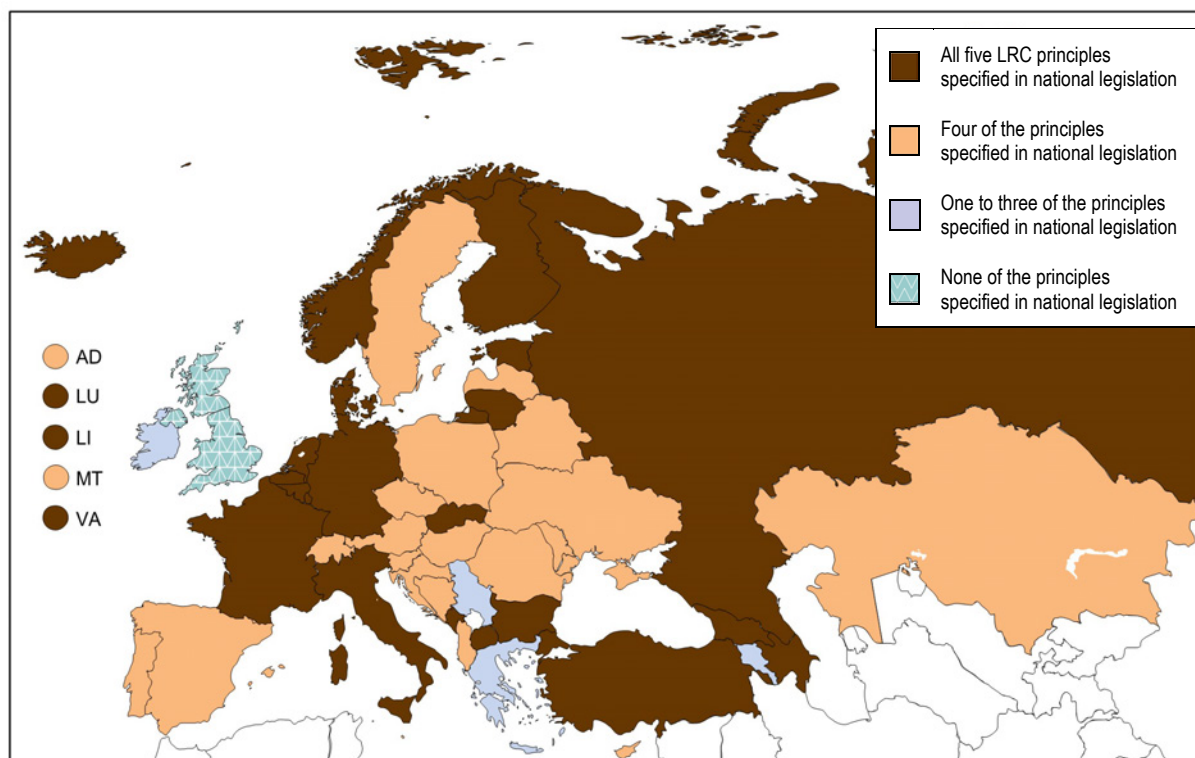 All five LRC principles
specified in national legislation
Four of the principles
specified in national legislation
One to three of the principles
specified in national legislation
None of the principles
specified in national legislation
AD
LU
LI
MT
VA